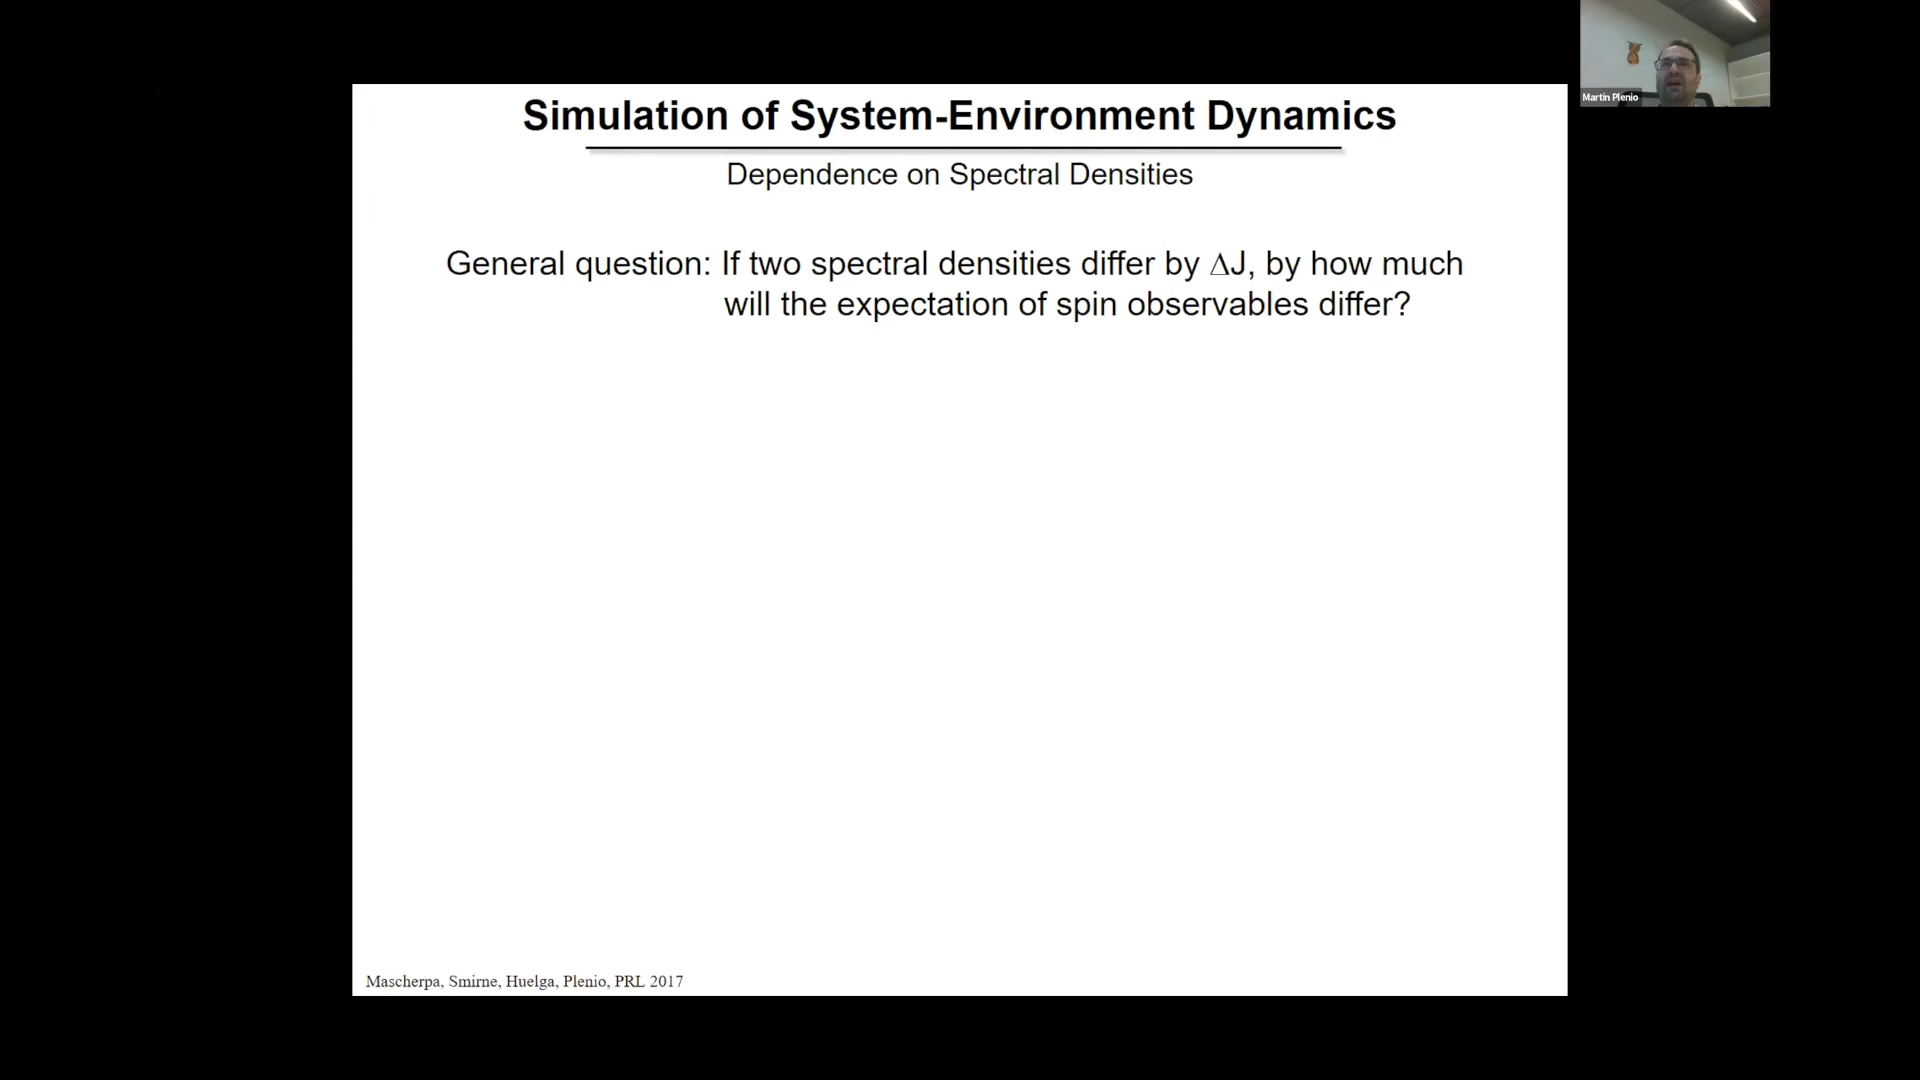 Simulation of System-Environment Dynamics
Dependence on Spectral Densities
General question: If two spectral densities differ by ΔJ, by how much
will the expectation of spin observables differ?
Mascherpa, Smirne, Huelga, Plenio, PRL 2017
Martin Plenio